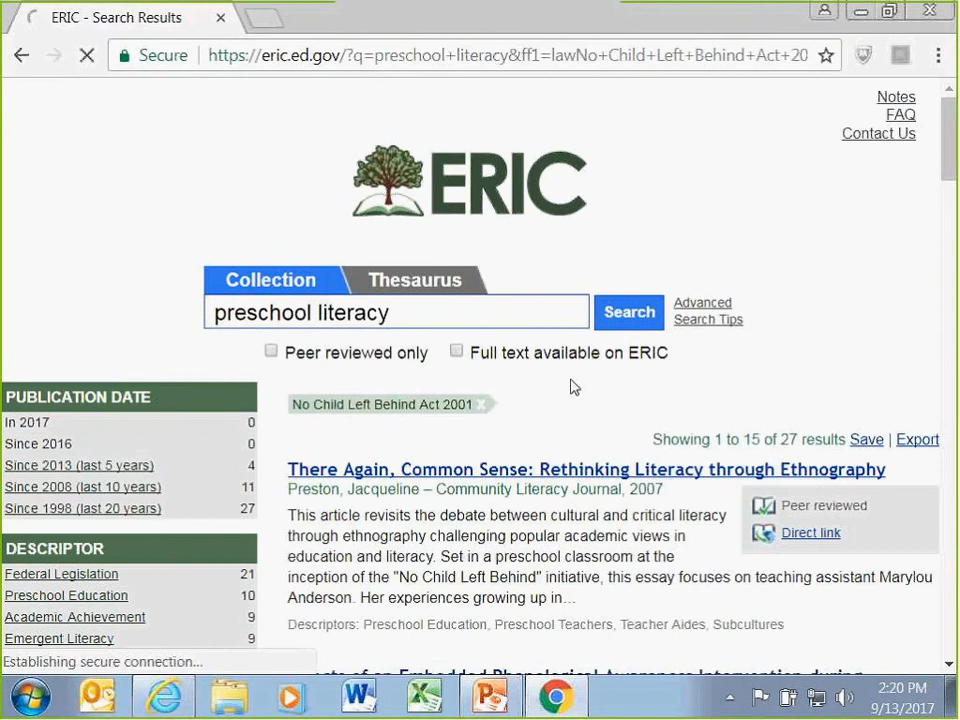 ERIC - Search Results
Secure https://eric.ed.gov/?q=preschool+literacy&ff1=lawNo+Child+Left+Behind+Act+20
Notes
FAQ
Contact Us
ERIC
Collection Thesaurus
preschool literacy Search Advanced
Search Tips
Peer reviewed only Full text available on ERIC
PUBLICATION DATE
In 2017 0
Since 2016 0
Since 2013 (last 5 years) 4
Since 2008 (last 10 years) 11
Since 1998 (last 20 years) 27
DESCRIPTOR
Federal Legislation 21
Preschool Education 10
Academic Achievement 9
Emergent Literacy 9
Establishing secure connection...
No Child Left Behind Act 2001 x
Showing 1 to 15 of 27 results Save | Export
There Again, Common Sense: Rethinking Literacy through Ethnography
Preston, Jacqueline – Community Literacy Journal, 2007
Peer reviewed
Direct link
This article revisits the debate between cultural and critical literacy
through ethnography challenging popular academic views in
education and literacy. Set in a preschool classroom at the
inception of the "No Child Left Behind" initiative, this essay focuses on teaching assistant Marylou
Anderson. Her experiences growing up in...
Descriptors: Preschool Education, Preschool Teachers, Teacher Aides, Subcultures
2:20 PM
9/13/2017